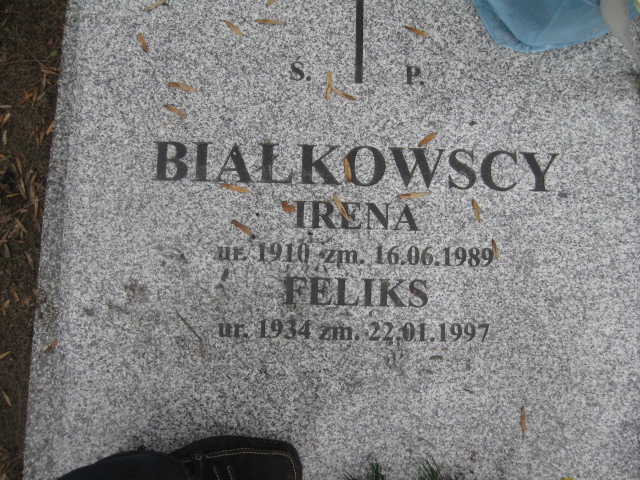 Ś. P.
BIAŁKOWSCY
IRENA
ur. 1910 zm. 16.06.1989
FELIKS
ur. 1934 zm. 22.01.1997